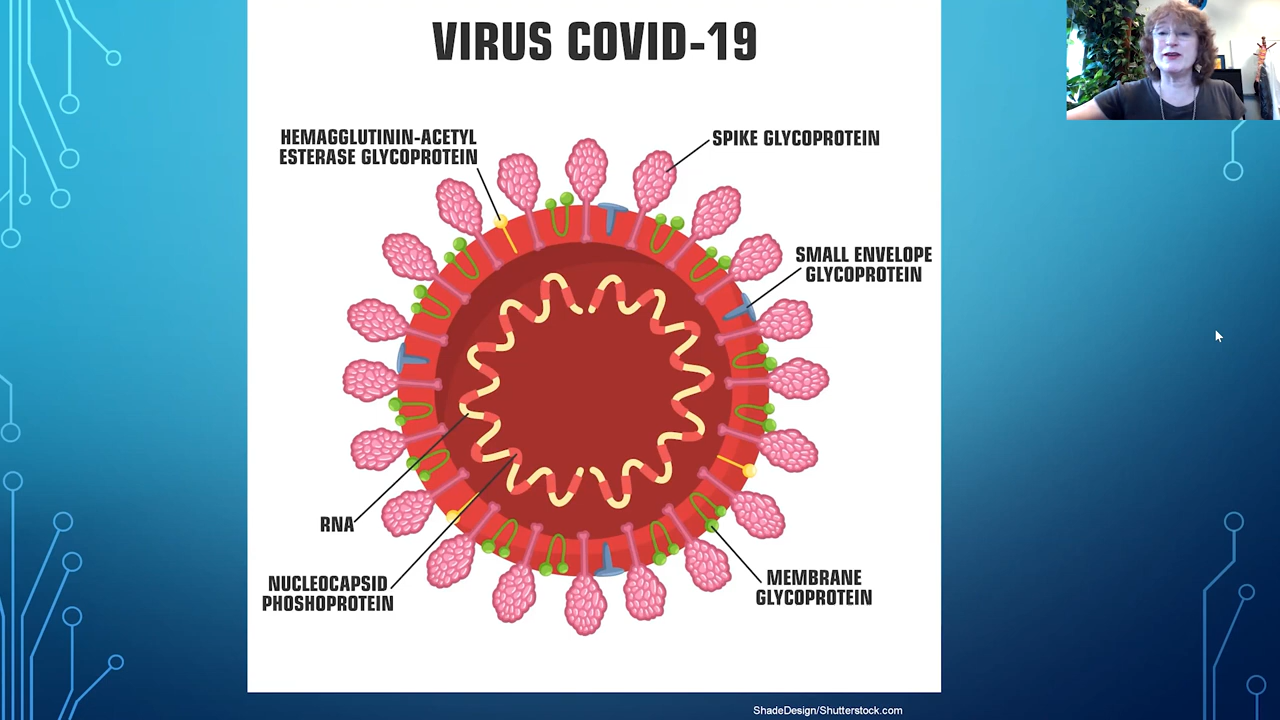 VIRUS COVID-19
HEMAGGLUTININ-ACETYL
ESTERASE GLYCOPROTEIN
SPIKE GLYCOPROTEIN
SMALL ENVELOPE
GLYCOPROTEIN
RNA
NUCLEOCAPSID
PHOSHOPROTEIN
MEMBRANE
GLYCOPROTEIN
ShadeDesign/Shutterstock.com